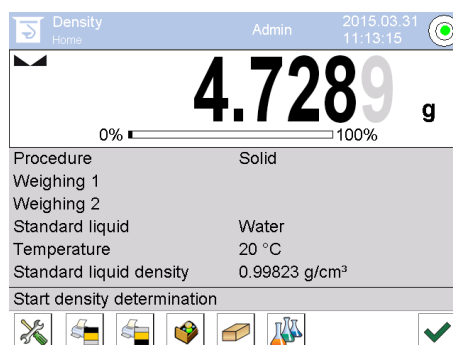 Density
Home
Admin
2015.03.31
11:13:15
4.7289 g
0% 100%
Procedure Solid
Weighing 1
Weighing 2
Standard liquid Water
Temperature 20 °C
Standard liquid density 0.99823 g/cm³
Start density determination